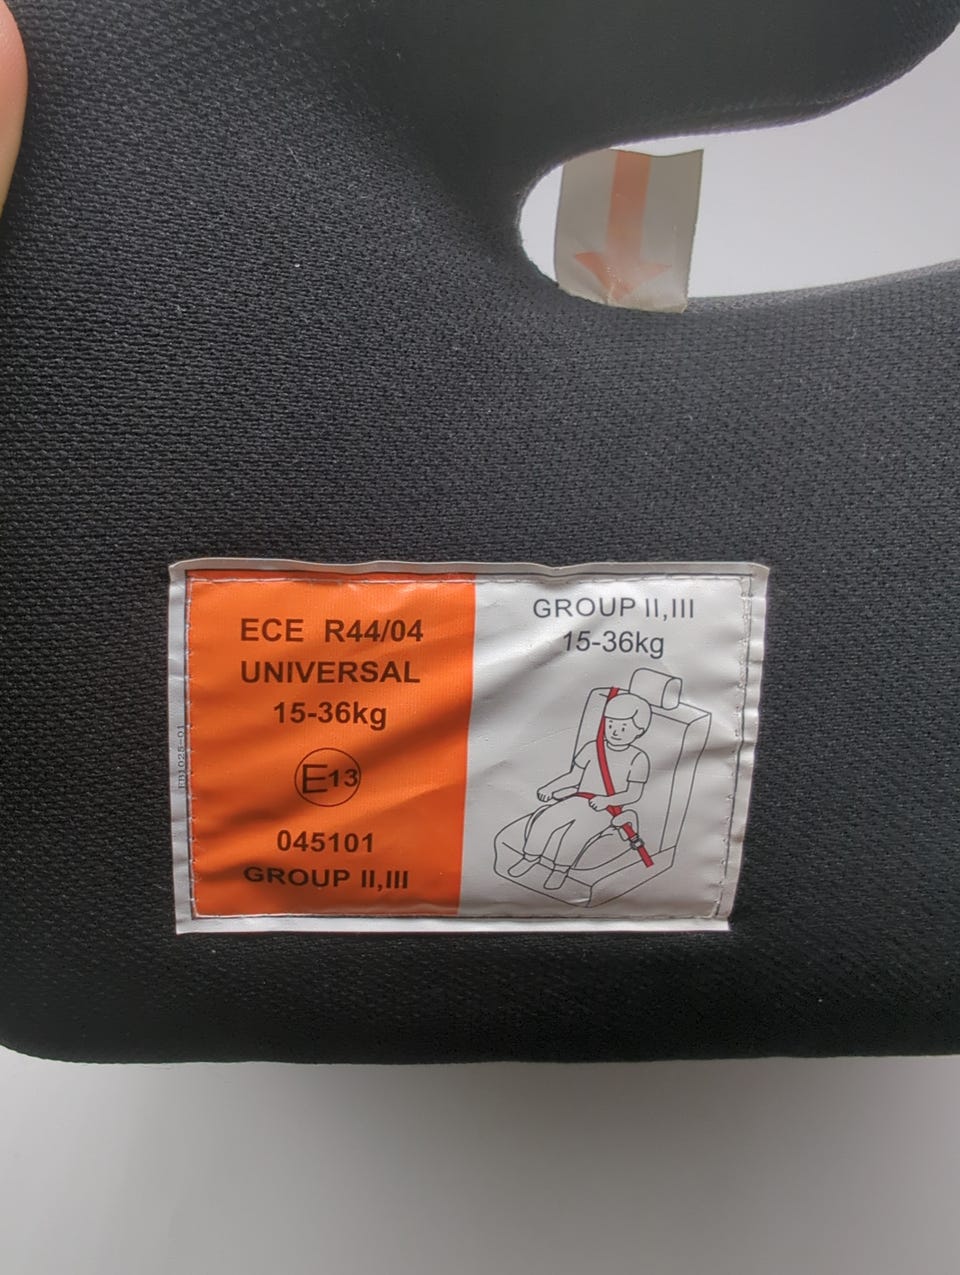 ECE R44/04
UNIVERSAL
15-36kg
E13
045101
GROUP II,III
GROUP II,III
15-36kg